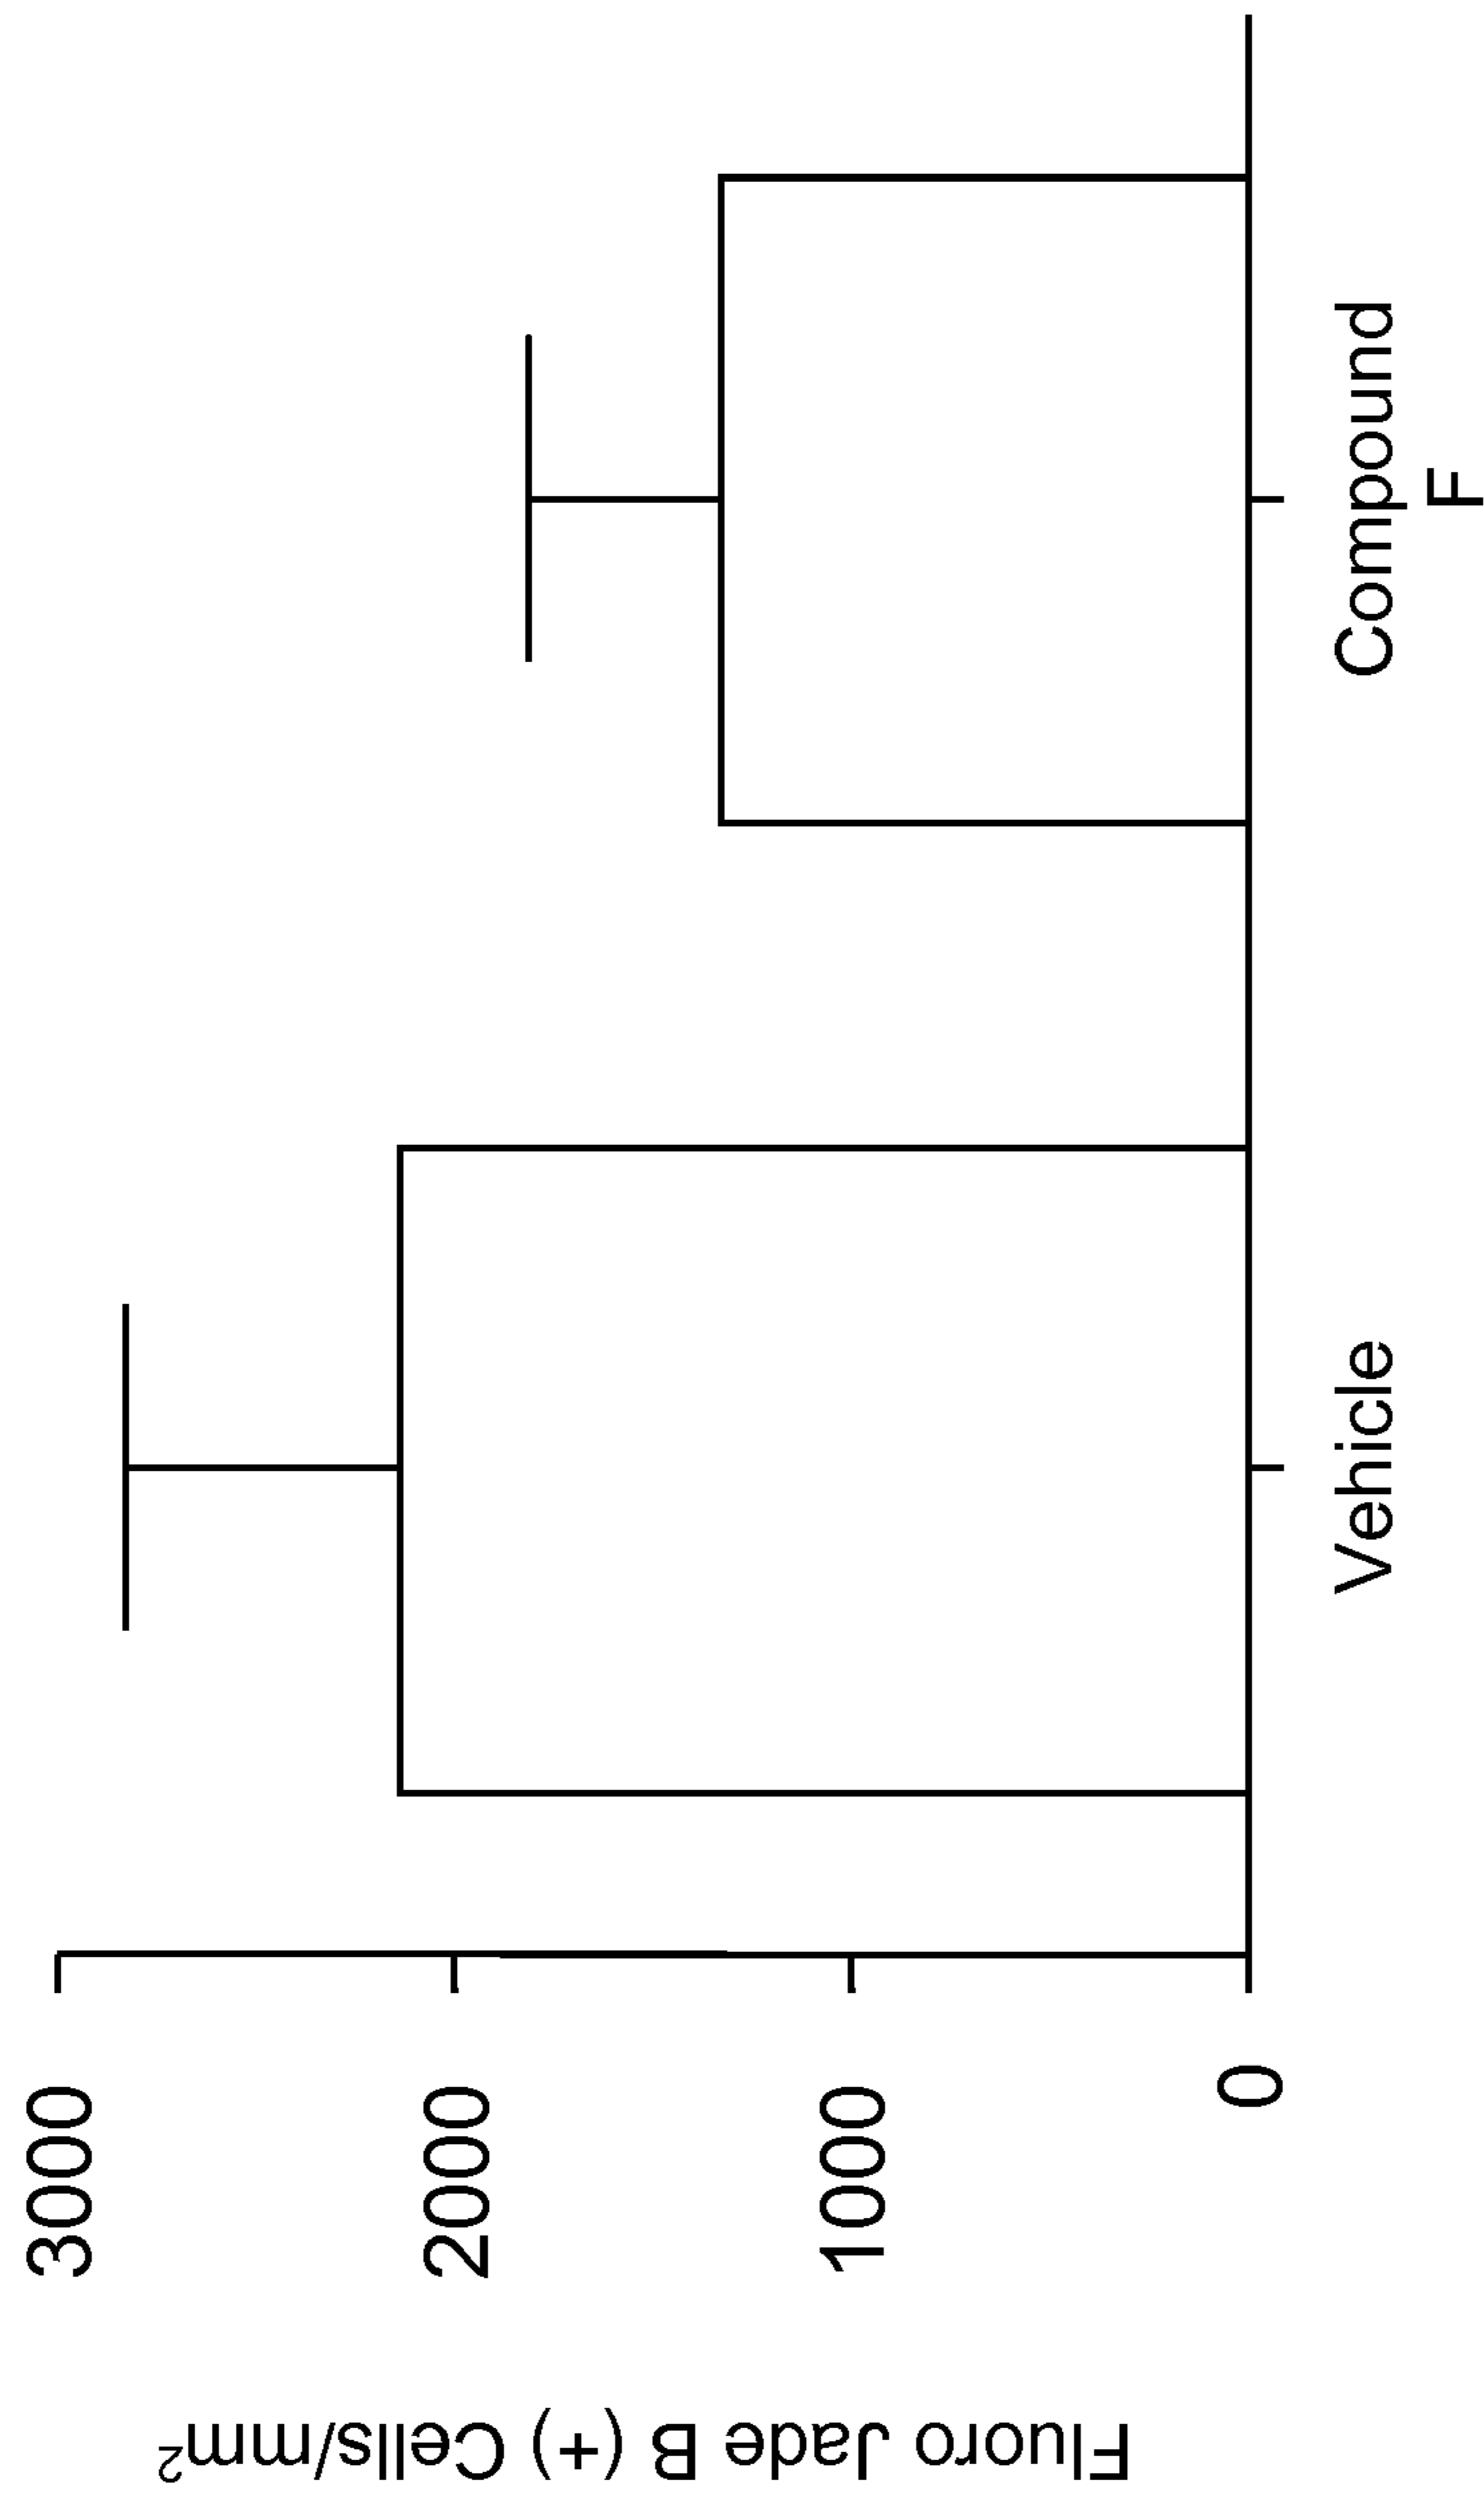 Fluoro Jade B (+) Cells/mm²
3000
2000
1000
0
Vehicle
Compound
F